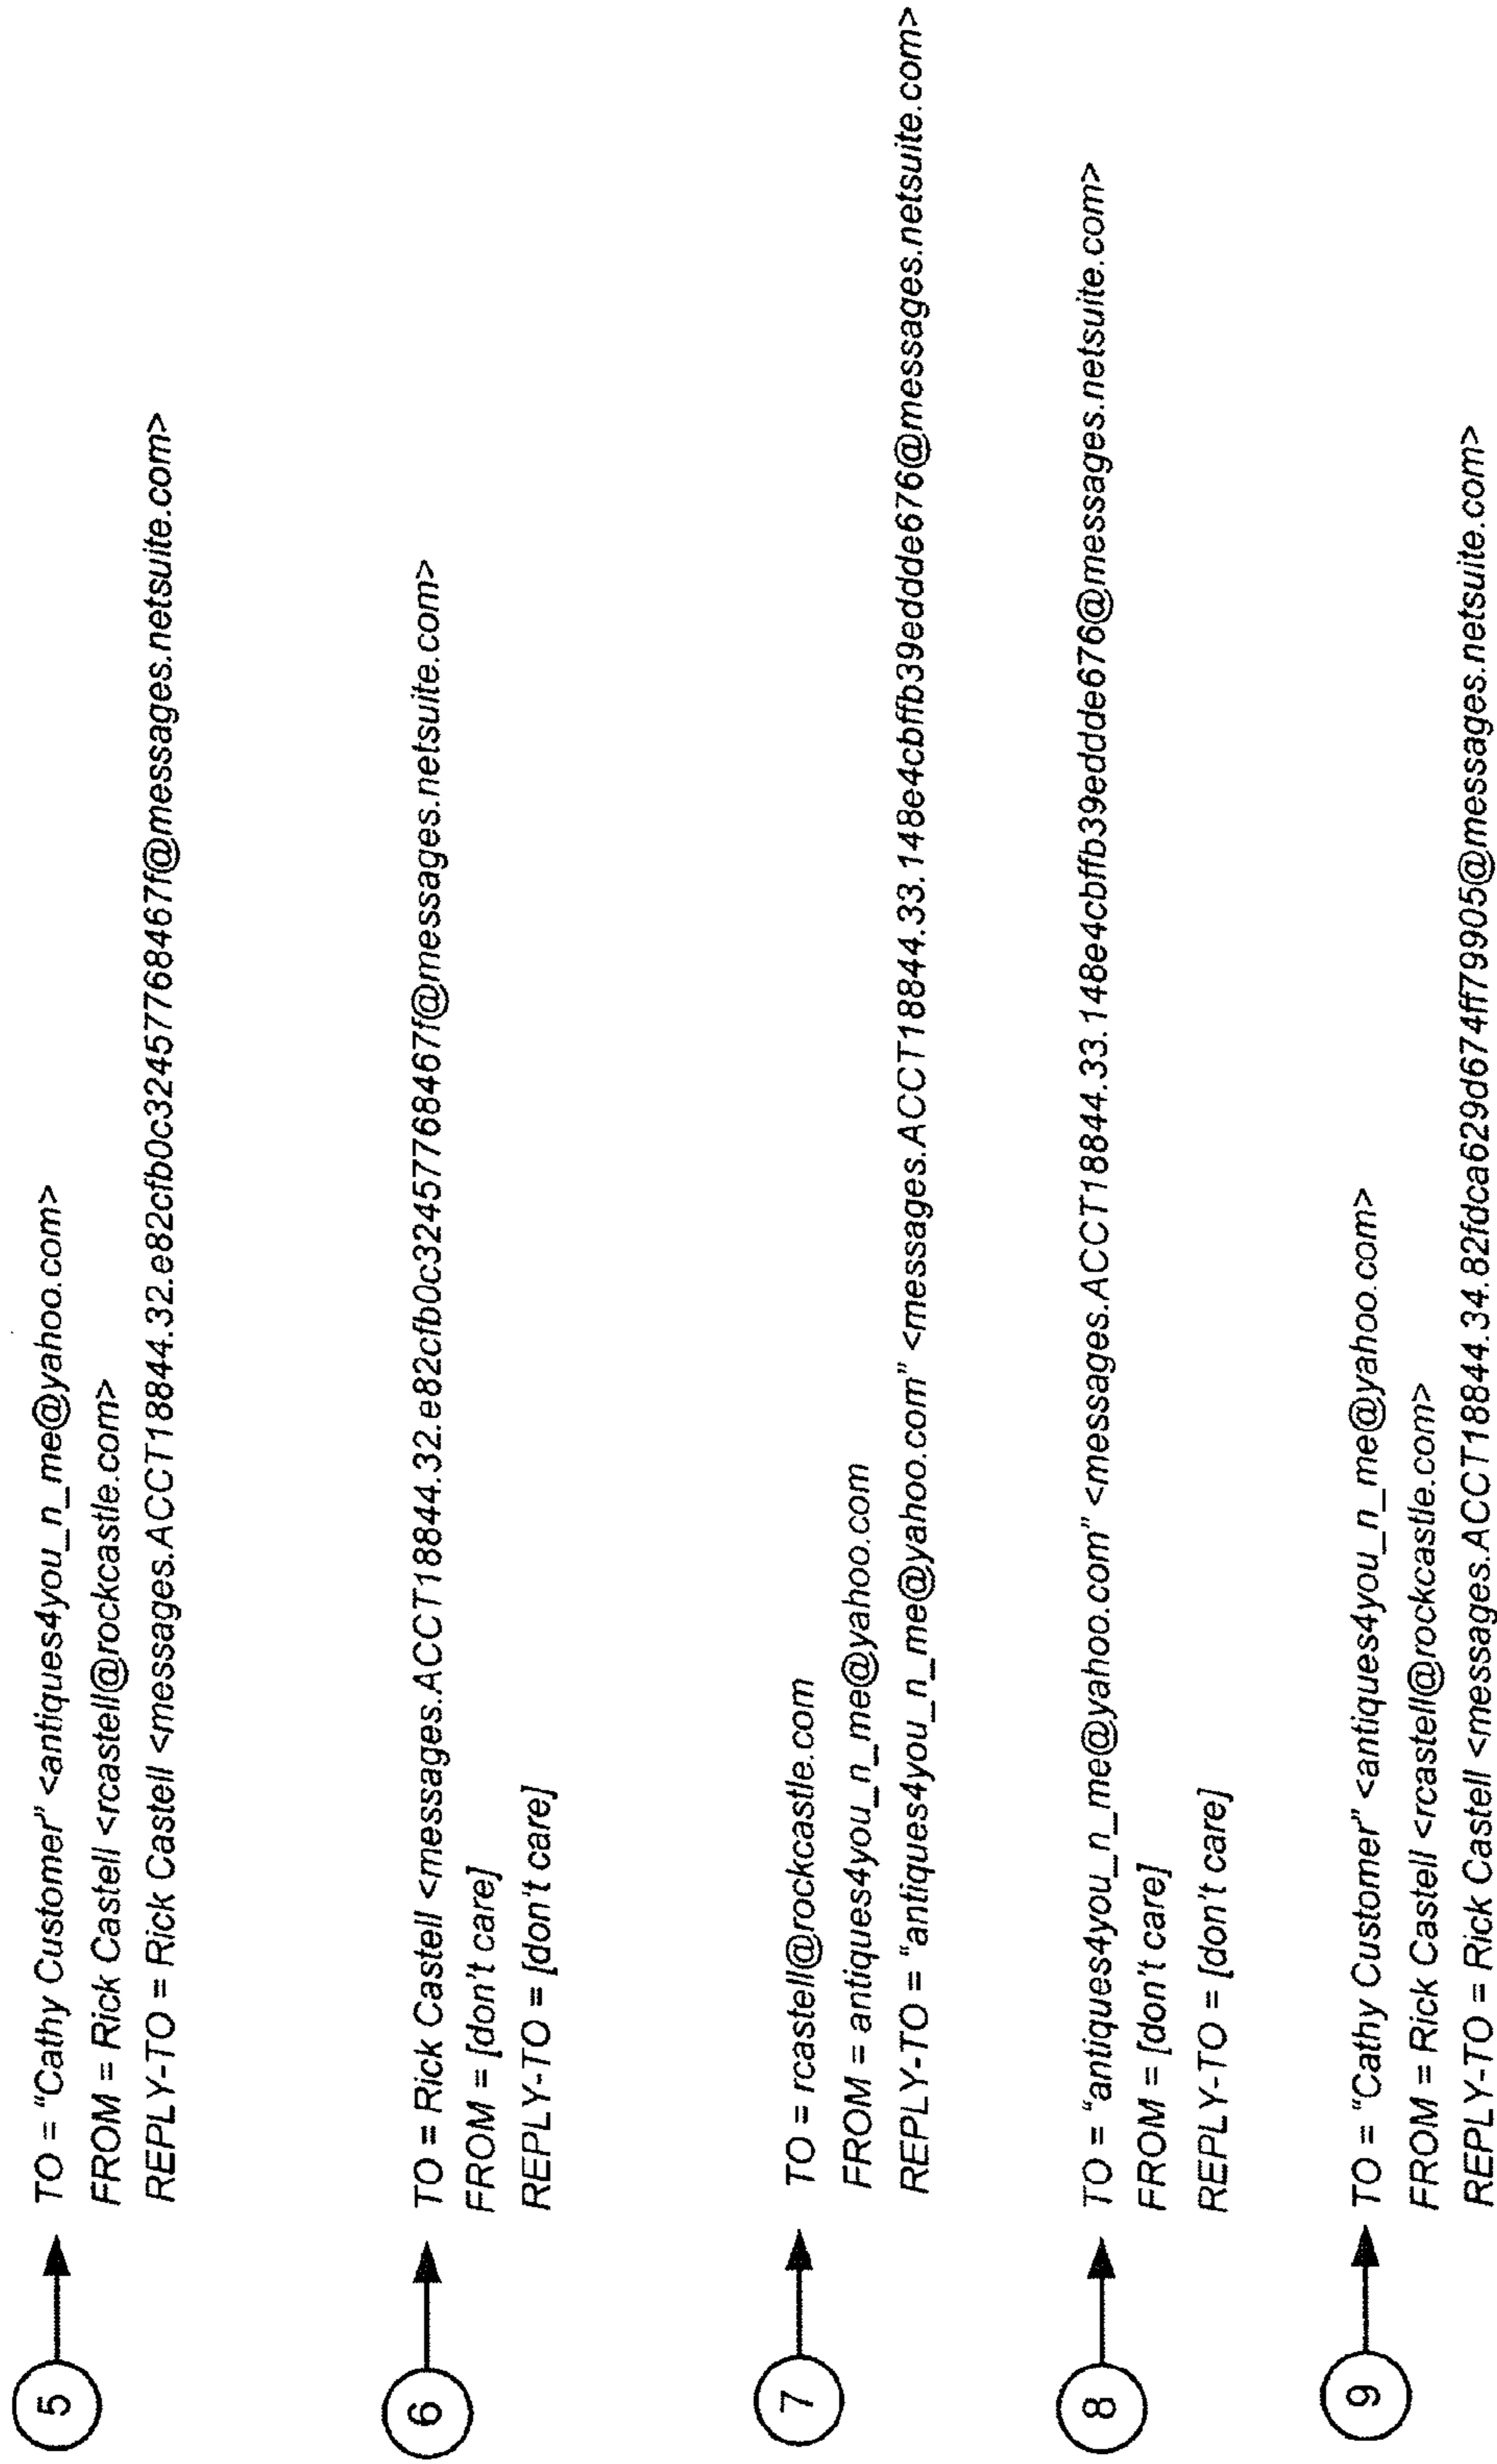 5
TO = "Cathy Customer" <antiques4you_n_me@yahoo.com>
FROM = Rick Castell <rcastell@rockcastle.com>
REPLY-TO = Rick Castell <messages.ACCT18844.32.e82cfb0c32457768467f@messages.netsuite.com>
6
TO = Rick Castell <messages.ACCT18844.32.e82cfb0c32457768467f@messages.netsuite.com>
FROM = [don't care]
REPLY-TO = [don't care]
7
TO = rcastell@rockcastle.com
FROM = antiques4you_n_me@yahoo.com
REPLY-TO = "antiques4you_n_me@yahoo.com" <messages.ACCT18844.33.148e4cbffb39eddde676@messages.netsuite.com>
8
TO = "antiques4you_n_me@yahoo.com" <messages.ACCT18844.33.148e4cbffb39eddde676@messages.netsuite.com>
FROM = [don't care]
REPLY-TO = [don't care]
9
TO = "Cathy Customer" <antiques4you_n_me@yahoo.com>
FROM = Rick Castell <rcastell@rockcastle.com>
REPLY-TO = Rick Castell <messages.ACCT18844.34.82fdca629d674ff79905@messages.netsuite.com>